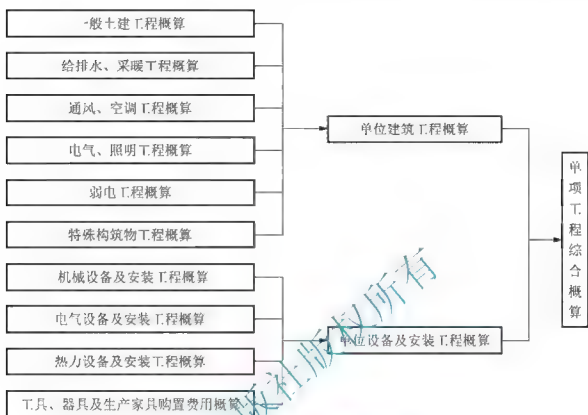 一般土建工程概算
给排水、采暖工程概算
通风、空调工程概算
电气、照明工程概算
弱电工程概算
特殊构筑物工程概算
机械设备及安装工程概算
电气设备及安装工程概算
热力设备及安装工程概算
工具、器具及生产家具购置费用概算
单位建筑工程概算
单位设备及安装工程概算
单项工程综合概算
版社版权所有